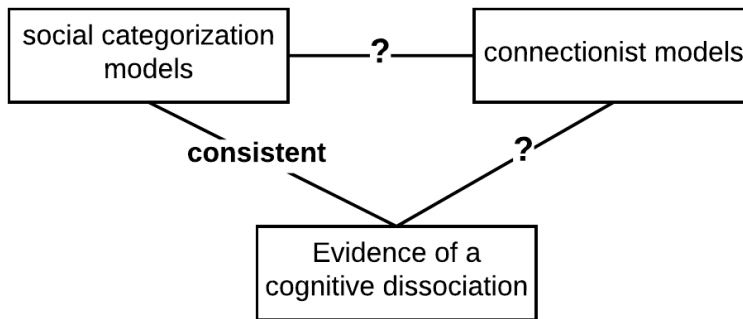 social categorization
models
?
connectionist models
consistent
?
Evidence of a
cognitive dissociation